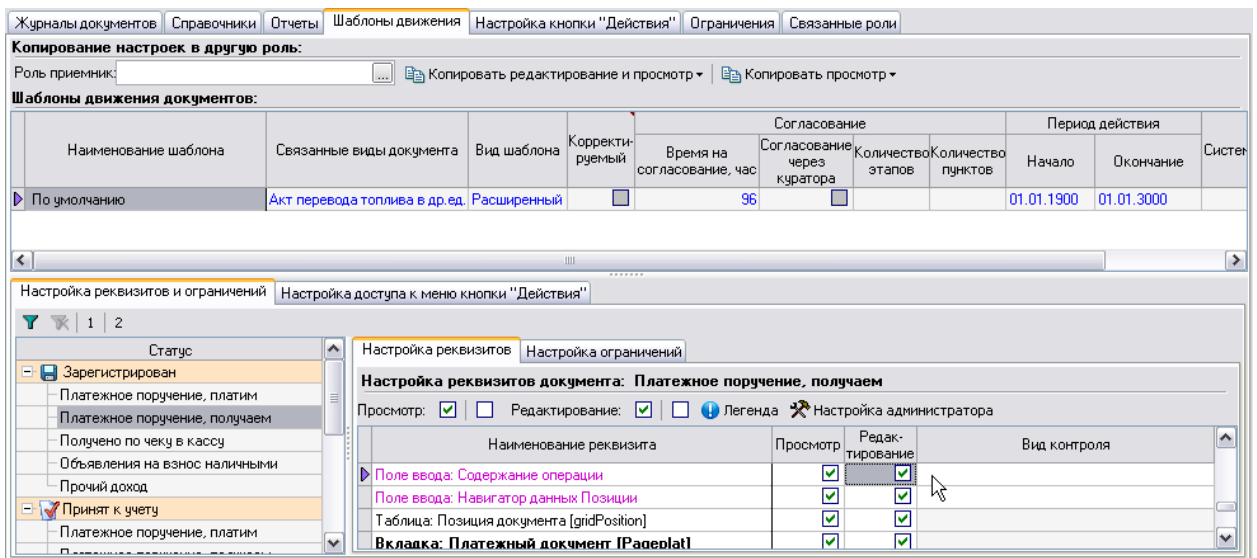 Журналы документов Справочники Отчеты Шаблоны движения Настройка кнопки "Действия" Ограничения Связанные роли
Копирование настроек в другую роль:
Роль приемник: ... Копировать редактирование и просмотр Копировать просмотр
Шаблоны движения документов:
Наименование шаблона Связанные виды документа Вид шаблона Корректи-руемый Согласование Время на согласование, час Согласование через куратора Количество этапов Количество пунктов Период действия Начало Окончание Систем
По умолчанию Акт перевода топлива в др.ед. Расширенный 96 01.01.1900 01.01.3000
Настройка реквизитов и ограничений Настройка доступа к меню кнопки "Действия"
1 2
Статус
Зарегистрирован
Платежное поручение, платим
Платежное поручение, получаем
Получено по чеку в кассу
Объявления на взнос наличными
Прочий доход
Принят к учету
Платежное поручение, платим
Настройка реквизитов Настройка ограничений
Настройка реквизитов документа: Платежное поручение, получаем
Просмотр: Редактирование: Легенда Настройка администратора
Наименование реквизита Просмотр Редак-тирование Вид контроля
Поле ввода: Содержание операции
Поле ввода: Навигатор данных Позиции
Таблица: Позиция документа [gridPosition]
Вкладка: Платежный документ [Pageplat]